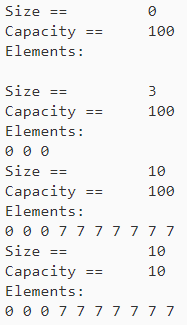 Size ==          0
Capacity ==      100
Elements:

Size ==          3
Capacity ==      100
Elements:
0 0 0
Size ==          10
Capacity ==      100
Elements:
0 0 0 7 7 7 7 7 7 7
Size ==          10
Capacity ==      10
Elements:
0 0 0 7 7 7 7 7 7 7